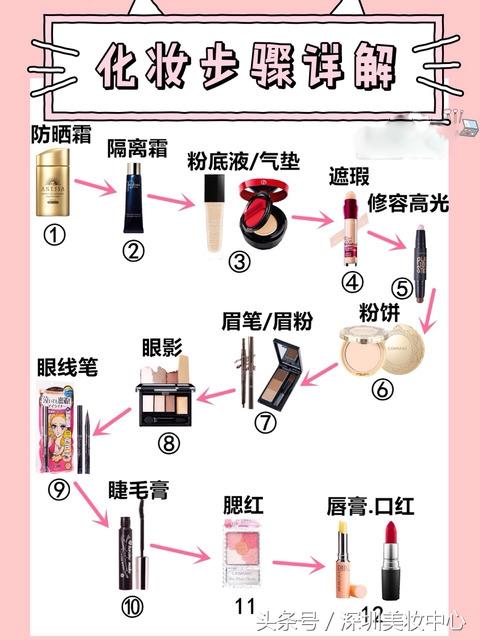 化妆步骤详解
防晒霜
ANESSA
①
隔离霜
②
粉底液/气垫
③
遮瑕
④
修容高光
⑤
粉饼
⑥
眉笔/眉粉
⑦
眼影
⑧
眼线笔
⑨
睫毛膏
⑩
腮红
11
唇膏.口红
12
头条号 / 深圳美妆中心